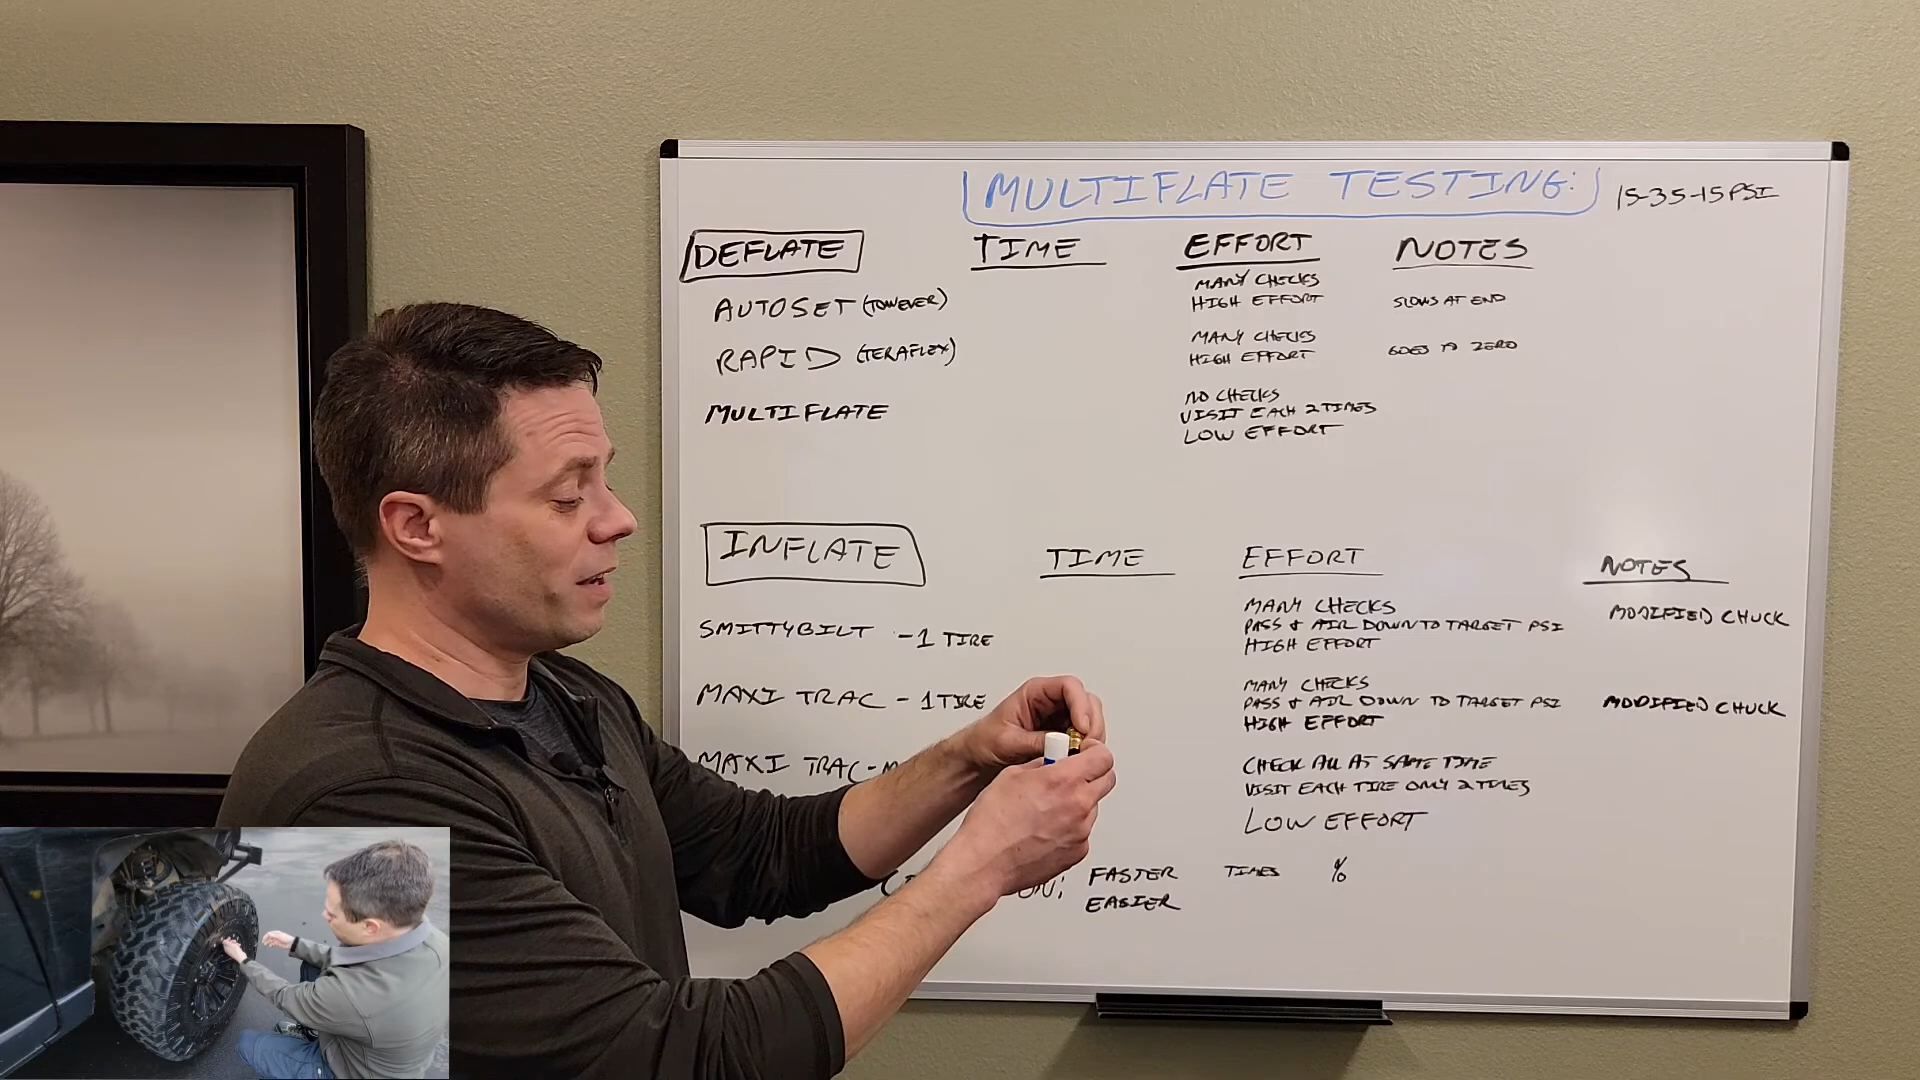 MULTIFLATE TESTING: 15-35-15 PSI
DEFLATE TIME EFFORT NOTES
AUTOSET (TOWEVER) MANY CHECKS
HIGH EFFORT SLOWS AT END
RAPID (TERAFLEX) MANY CHECKS
HIGH EFFORT GOES TO ZERO
MULTIFLATE NO CHECKS
VISIT EACH 2 TIMES
LOW EFFORT
INFLATE TIME EFFORT NOTES
SMITTYBILT - 1 TIRE MANY CHECKS
PASS & AIR DOWN TO TARGET PSI
HIGH EFFORT
MODIFIED CHUCK
MAXI TRAC - 1 TIRE MANY CHECKS
PASS & AIR DOWN TO TARGET PSI
HIGH EFFORT
MODIFIED CHUCK
MAXI TRAC - CHECK ALL AT SAME TIME
VISIT EACH TIRE ONLY 2 TIMES
LOW EFFORT
FASTER TIMES %
EASIER